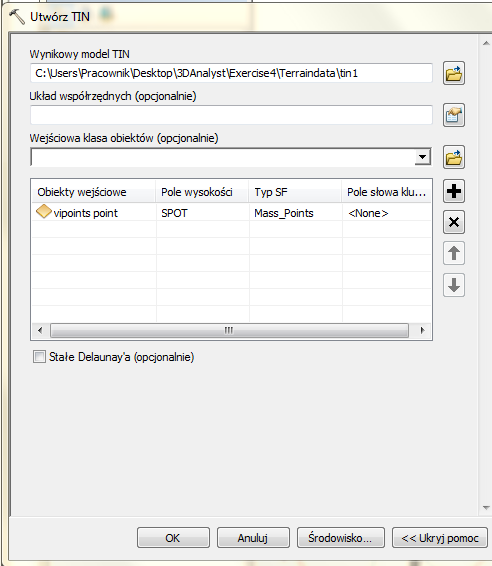 Utwórz TIN
Wynikowy model TIN
C:\Users\Pracownik\Desktop\3DAnalyst\Exercise4\Terraindata\tin1
Układ współrzędnych (opcjonalnie)
Wejściowa klasa obiektów (opcjonalnie)
Obiekty wejściowe Pole wysokości Typ SF Pole słowa klu...
vipoints point SPOT Mass_Points <None>
Stałe Delaunay'a (opcjonalnie)
OK Anuluj Środowisko... << Ukryj pomoc